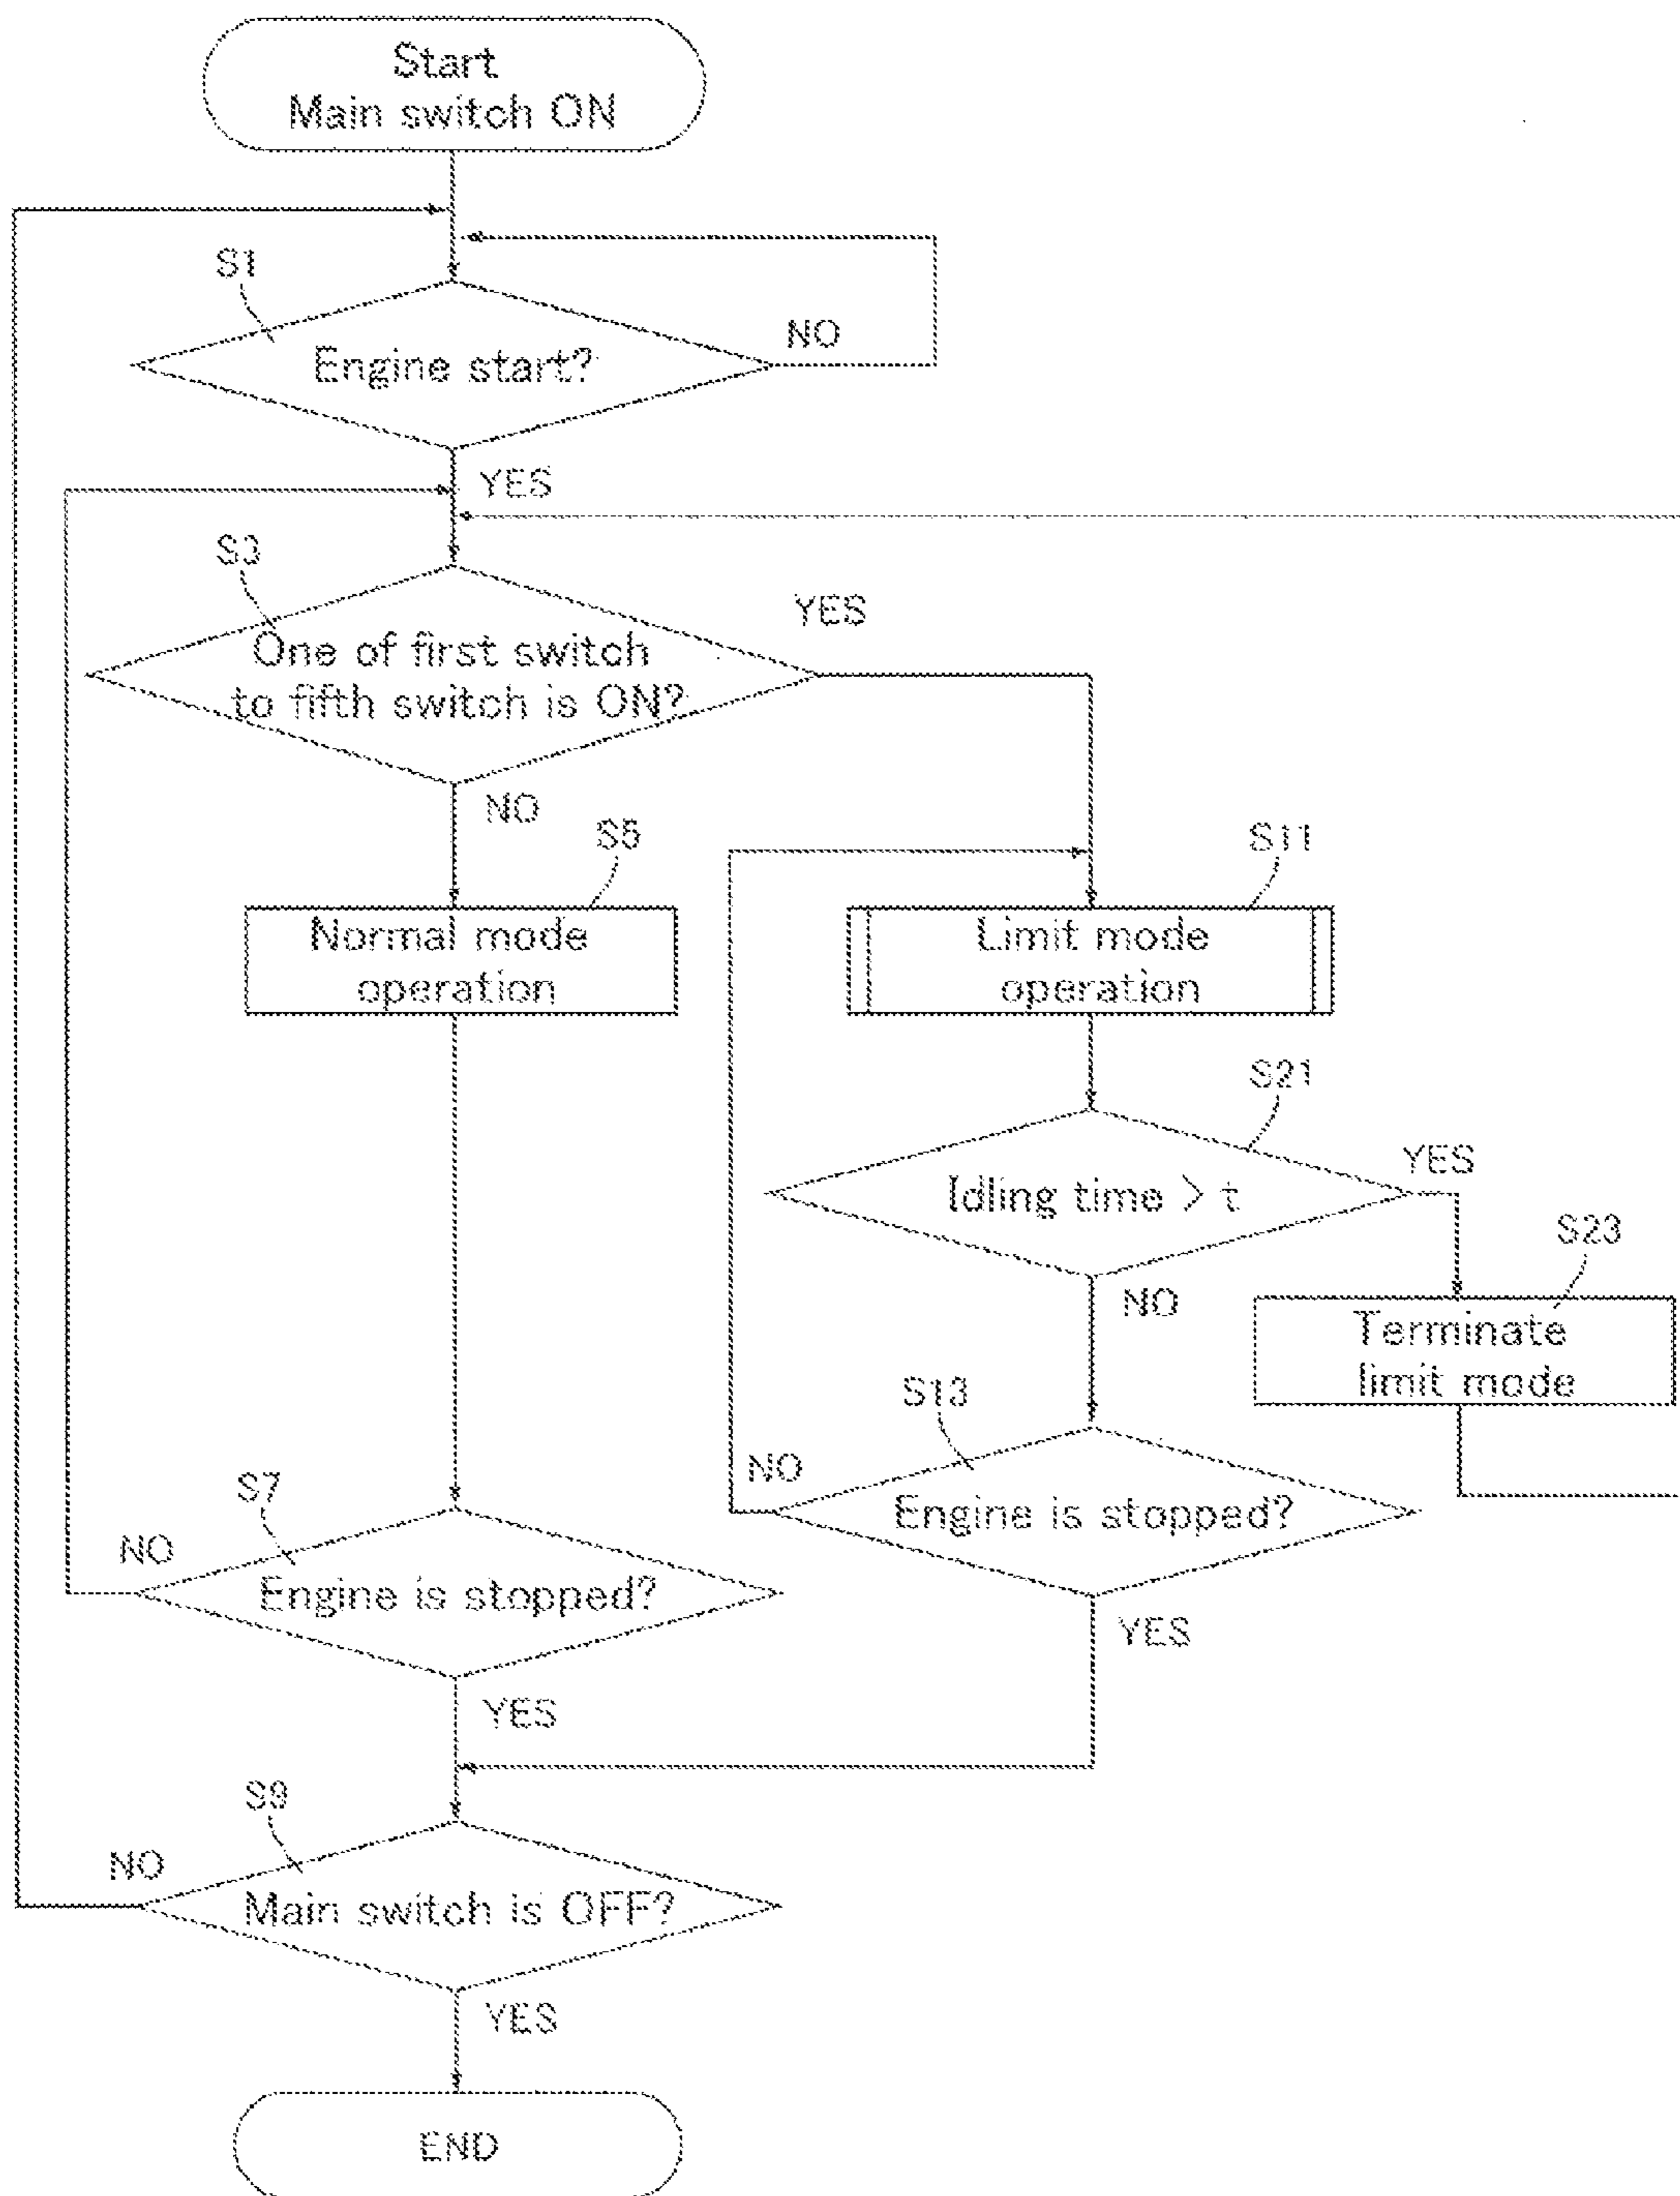 Start
Main switch ON
S1
Engine start?
NO
YES
S3
One of first switch
to fifth switch is ON?
YES
NO
S5
Normal mode
operation
S11
Limit mode
operation
S21
Idling time > t
YES
NO
S23
Terminate
limit mode
S13
Engine is stopped?
NO
YES
S7
Engine is stopped?
NO
YES
S9
Main switch is OFF?
NO
YES
END